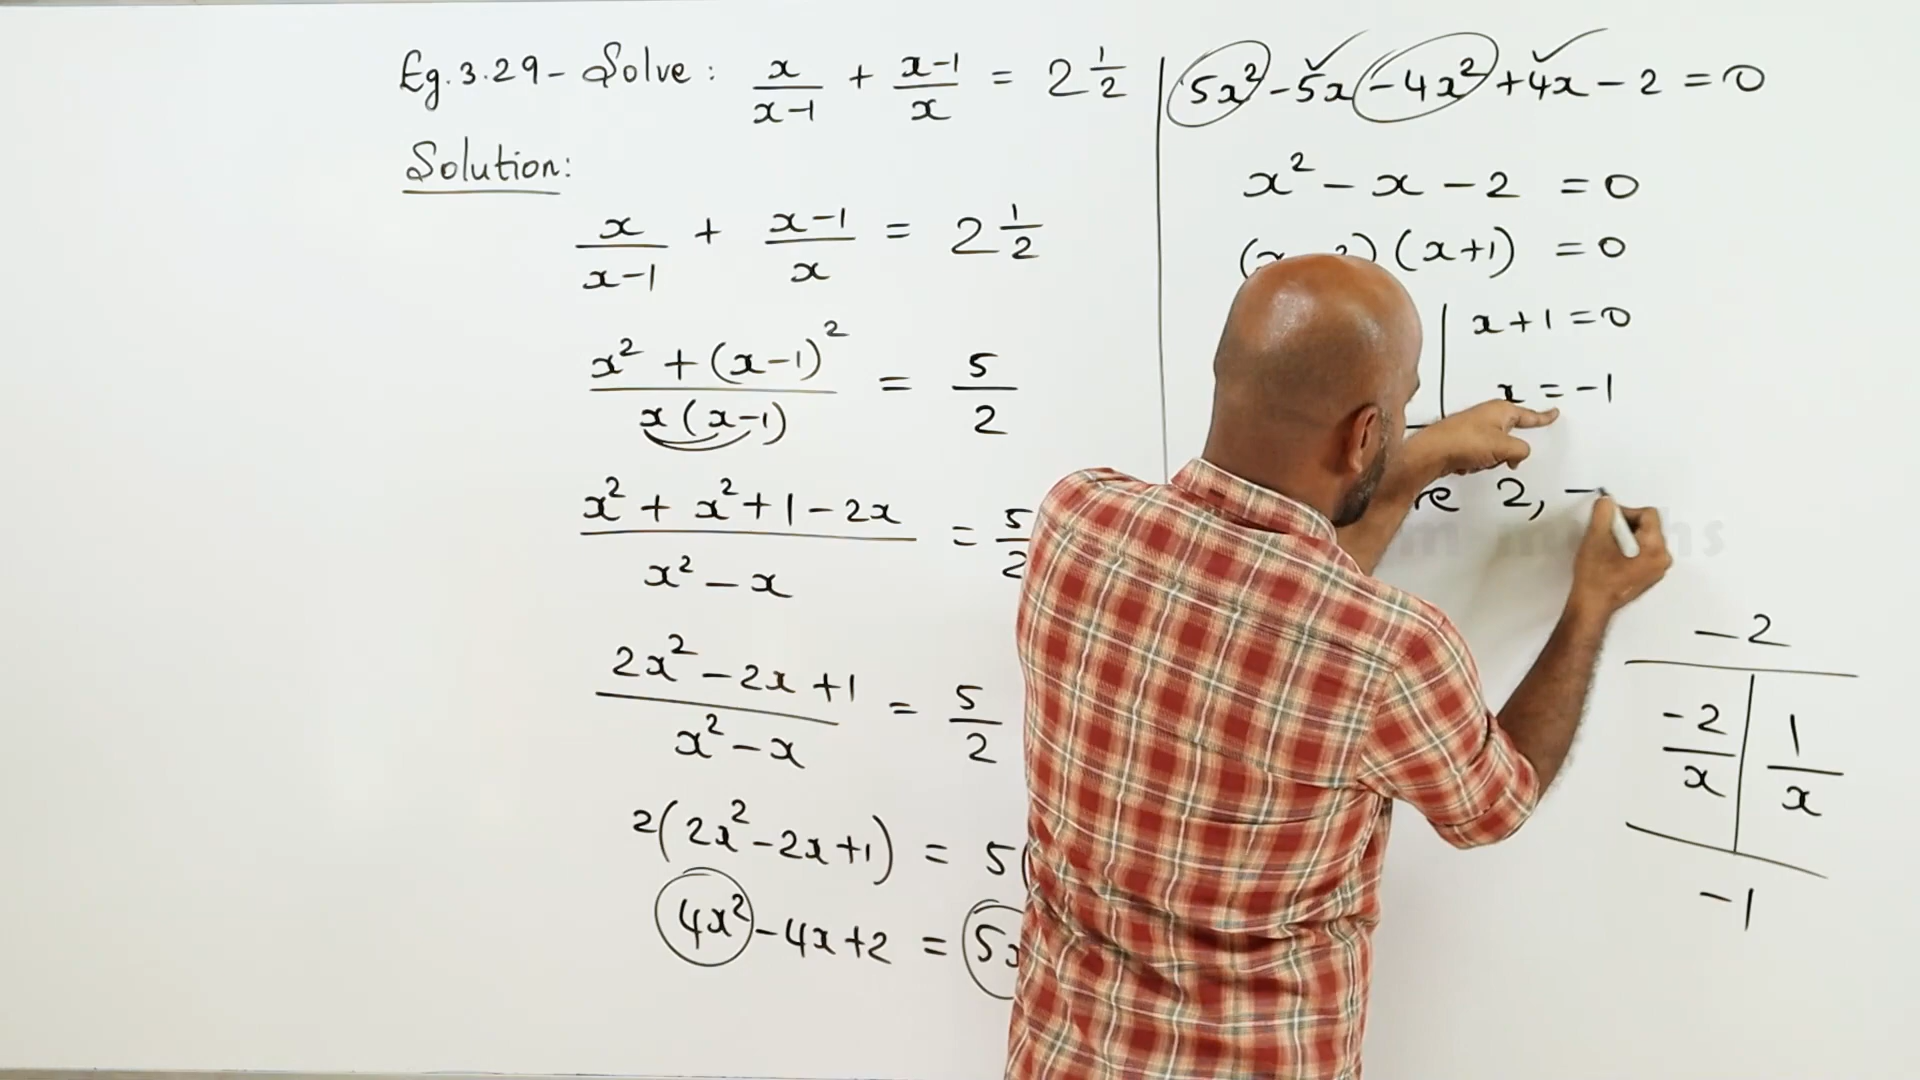 Eg.3.29- Solve : x/(x-1) + (x-1)/x = 2 1/2
Solution:
x/(x-1) + (x-1)/x = 2 1/2
(x² + (x-1)²)/(x(x-1)) = 5/2
(x² + x² + 1 - 2x)/(x² - x) = 5/2
(2x² - 2x + 1)/(x² - x) = 5/2
2(2x² - 2x + 1) = 5(
4x² - 4x + 2 = 5x
5x² - 5x - 4x² + 4x - 2 = 0
x² - x - 2 = 0
(x+1) = 0
x + 1 = 0
x = -1
2, -
-2
-2/x | 1/x
-1